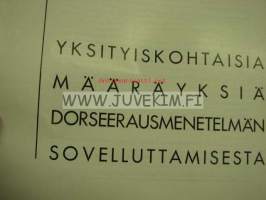 YKSITYISKOHTAISIA
MÄÄRÄYKSIÄ
WWW.JUVEKIM.FI
DORSEERAUSMENETELMÄN
SOVELLUTTAMISESTA